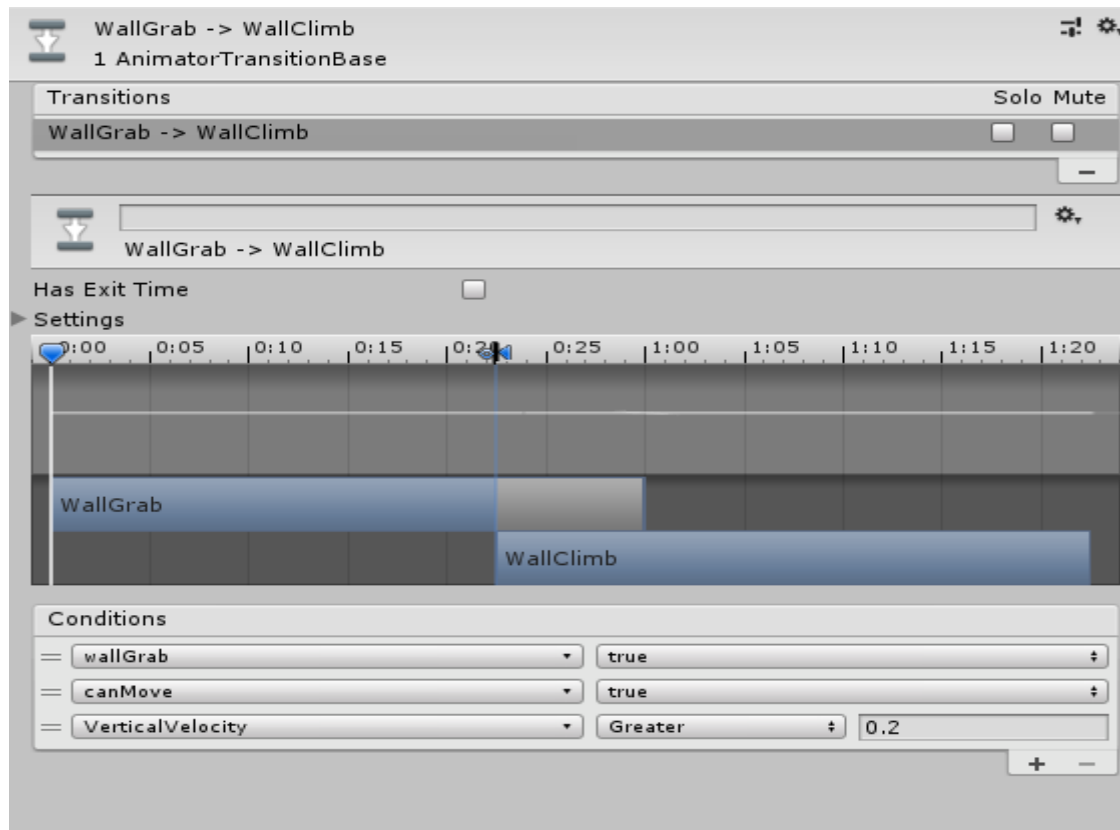 WallGrab -> WallClimb
1 AnimatorTransitionBase
Transitions Solo Mute
WallGrab -> WallClimb
WallGrab -> WallClimb
Has Exit Time
Settings
0:05 0:10 0:15 0:25 1:00 1:05 1:10 1:15 1:20
WallGrab
WallClimb
Conditions
wallGrab true
canMove true
VerticalVelocity Greater 0.2